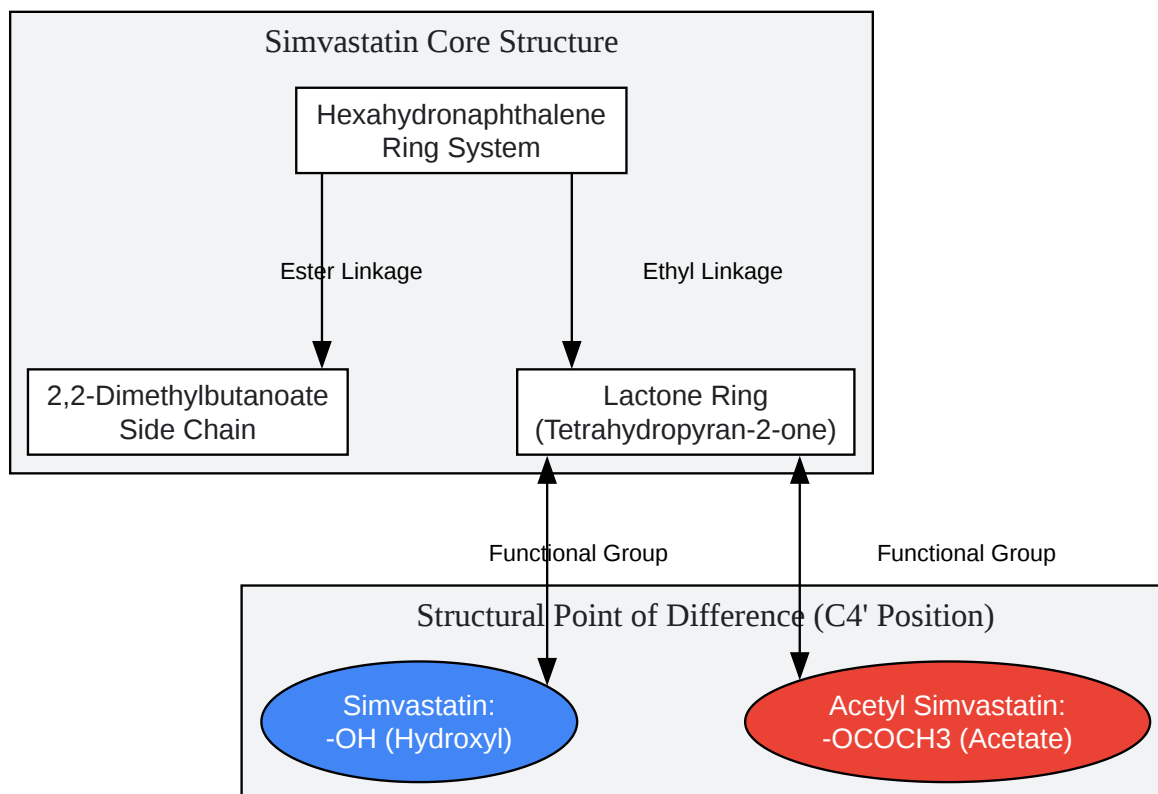 Simvastatin Core Structure
Hexahydronaphthalene
Ring System
Ester Linkage
Ethyl Linkage
2,2-Dimethylbutanoate
Side Chain
Lactone Ring
(Tetrahydropyran-2-one)
Functional Group
Functional Group
Structural Point of Difference (C4' Position)
Simvastatin:
-OH (Hydroxyl)
Acetyl Simvastatin:
-OCOCH3 (Acetate)